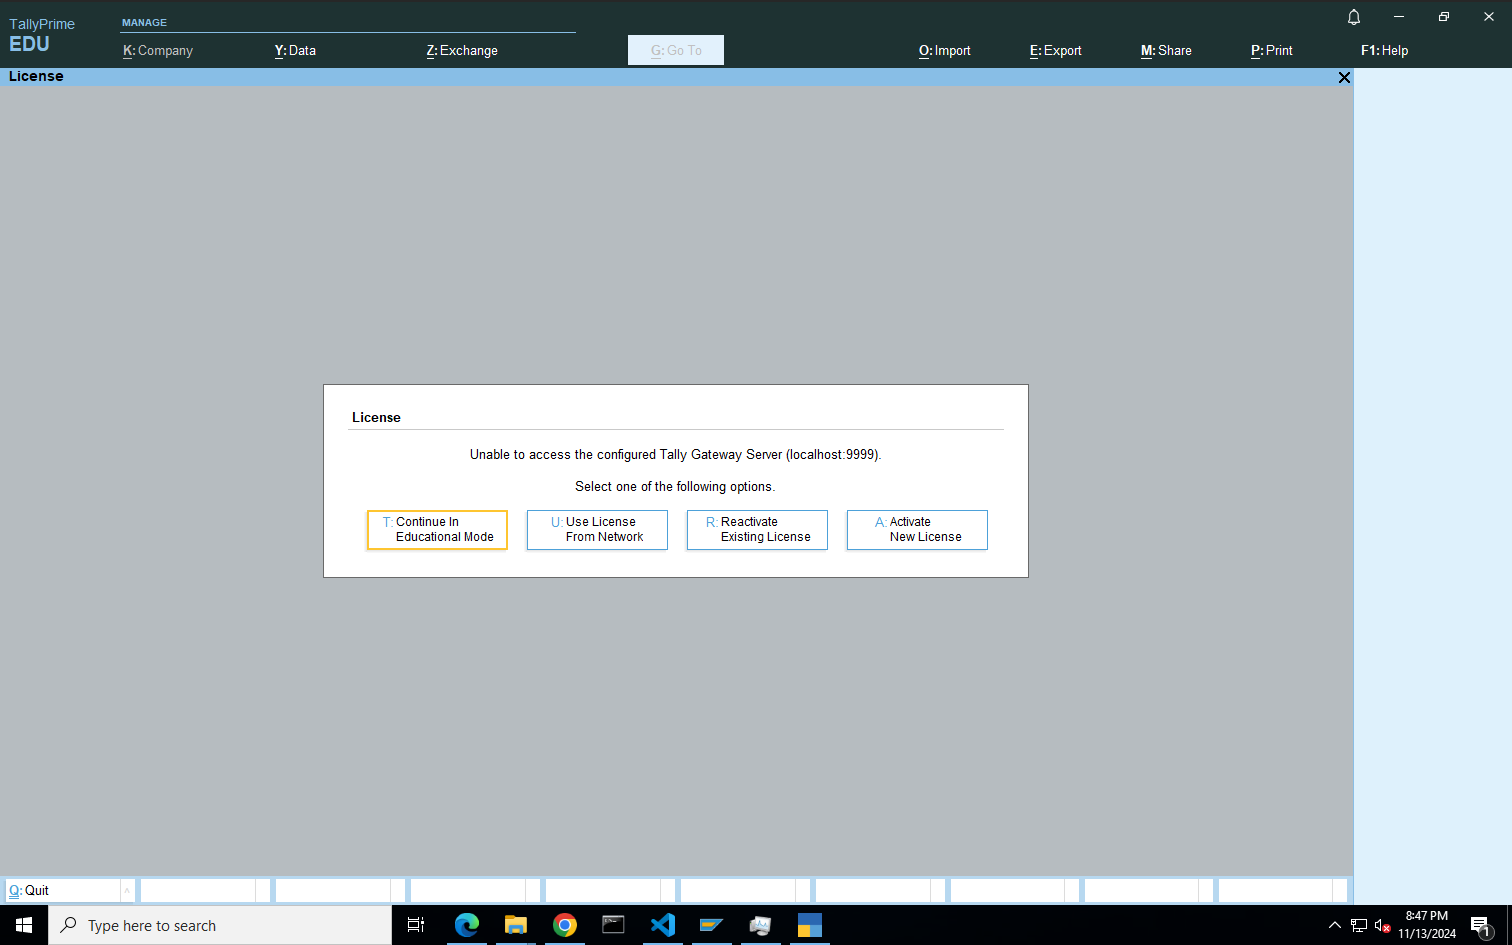 TallyPrime
EDU
MANAGE
K: Company
Y: Data
Z: Exchange
G: Go To
O: Import
E: Export
M: Share
P: Print
F1: Help
License
License
Unable to access the configured Tally Gateway Server (localhost:9999).
Select one of the following options.
T: Continue In
Educational Mode
U: Use License
From Network
R: Reactivate
Existing License
A: Activate
New License
Q: Quit
Type here to search
8:47 PM
11/13/2024
1